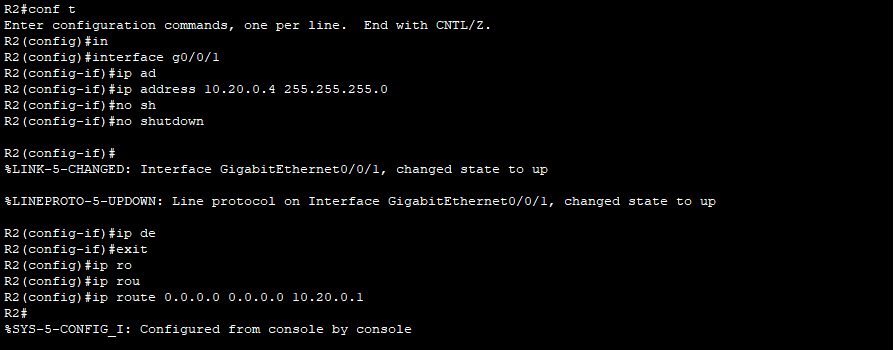 R2#conf t
Enter configuration commands, one per line.  End with CNTL/Z.
R2(config)#in
R2(config)#interface g0/0/1
R2(config-if)#ip ad
R2(config-if)#ip address 10.20.0.4 255.255.255.0
R2(config-if)#no sh
R2(config-if)#no shutdown
R2(config-if)#
%LINK-5-CHANGED: Interface GigabitEthernet0/0/1, changed state to up
%LINEPROTO-5-UPDOWN: Line protocol on Interface GigabitEthernet0/0/1, changed state to up
R2(config-if)#ip de
R2(config-if)#exit
R2(config)#ip ro
R2(config)#ip rou
R2(config)#ip route 0.0.0.0 0.0.0.0 10.20.0.1
R2#
%SYS-5-CONFIG_I: Configured from console by console